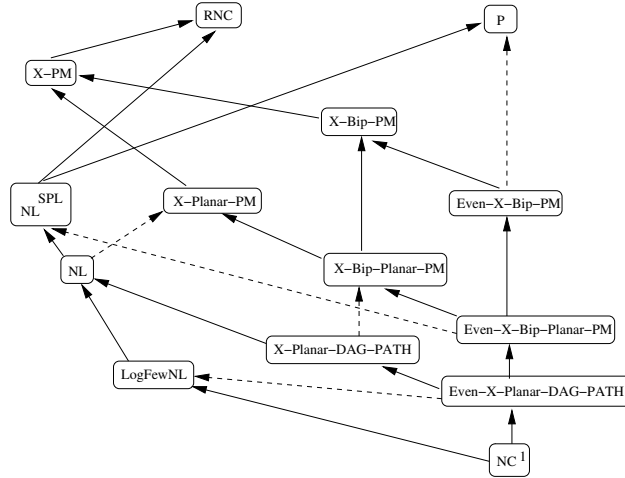 RNC
P
X-PM
X-Bip-PM
NL^SPL
X-Planar-PM
Even-X-Bip-PM
NL
X-Bip-Planar-PM
Even-X-Bip-Planar-PM
X-Planar-DAG-PATH
LogFewNL
Even-X-Planar-DAG-PATH
NC^1